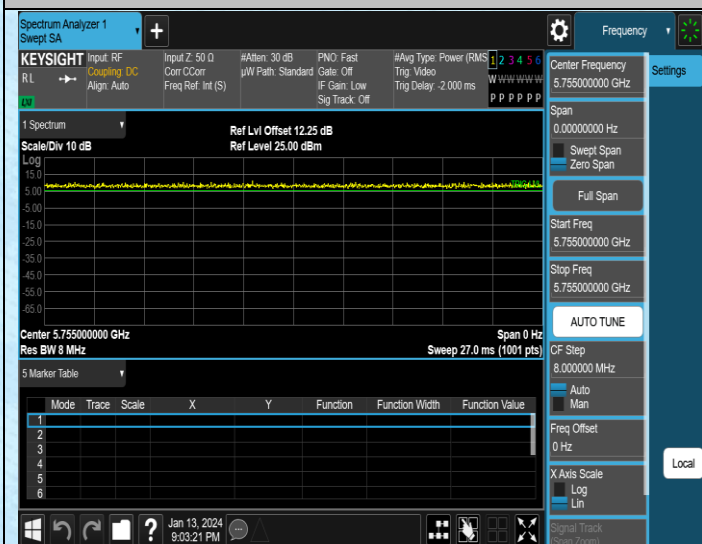 Spectrum Analyzer 1
Swept SA
Frequency
KEYSIGHT
RL
LXI
Input: RF
Coupling: DC
Align: Auto
Input Z: 50 Ω
Corr CCorr
Freq Ref: Int (S)
#Atten: 30 dB
µW Path: Standard
PNO: Fast
Gate: Off
IF Gain: Low
Sig Track: Off
#Avg Type: Power (RMS
Trig: Video
Trig Delay: -2.000 ms
1 2 3 4 5 6
W W W W W W
P P P P P P
1 Spectrum
Scale/Div 10 dB
Ref Lvl Offset 12.25 dB
Ref Level 25.00 dBm
Log
15.0
5.00
-5.00
-15.0
-25.0
-35.0
-45.0
-55.0
-65.0
Center 5.755000000 GHz
Res BW 8 MHz
Span 0 Hz
Sweep 27.0 ms (1001 pts)
5 Marker Table
Mode Trace Scale X Y Function Function Width Function Value
1
2
3
4
5
6
Jan 13, 2024
9:03:21 PM
Center Frequency
5.755000000 GHz
Span
0.00000000 Hz
Swept Span
Zero Span
Full Span
Start Freq
5.755000000 GHz
Stop Freq
5.755000000 GHz
AUTO TUNE
CF Step
8.000000 MHz
Auto
Man
Freq Offset
0 Hz
X Axis Scale
Log
Lin
Signal Track
(Span Zoom)
Settings
Local